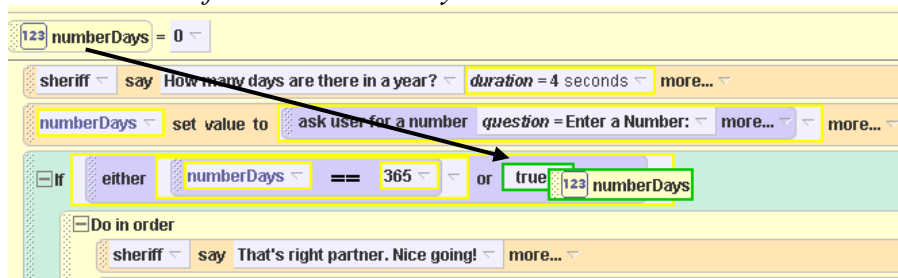 123 numberDays = 0
sheriff say How many days are there in a year? duration = 4 seconds more...
numberDays set value to ask user for a number question = Enter a Number: more... more...
If either numberDays == 365 or true 123 numberDays
Do in order
sheriff say That's right partner. Nice going! more...